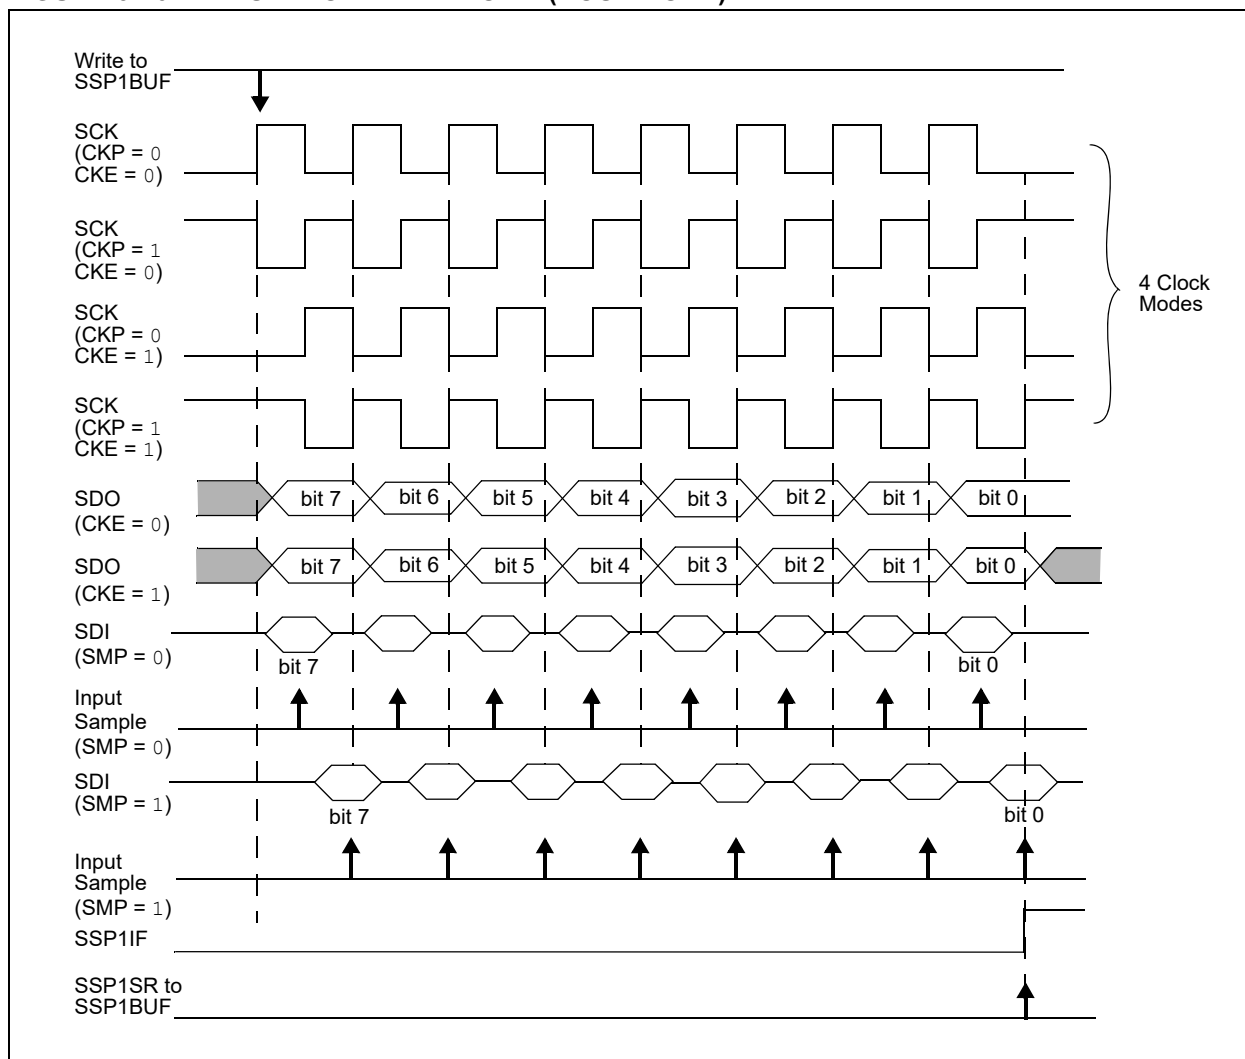 Write to
SSP1BUF
SCK
(CKP = 0
CKE = 0)
SCK
(CKP = 1
CKE = 0)
SCK
(CKP = 0
CKE = 1)
SCK
(CKP = 1
CKE = 1)
4 Clock
Modes
SDO
(CKE = 0)
bit 7 bit 6 bit 5 bit 4 bit 3 bit 2 bit 1 bit 0
SDO
(CKE = 1)
bit 7 bit 6 bit 5 bit 4 bit 3 bit 2 bit 1 bit 0
SDI
(SMP = 0)
bit 7 bit 0
Input
Sample
(SMP = 0)
SDI
(SMP = 1)
bit 7 bit 0
Input
Sample
(SMP = 1)
SSP1IF
SSP1SR to
SSP1BUF